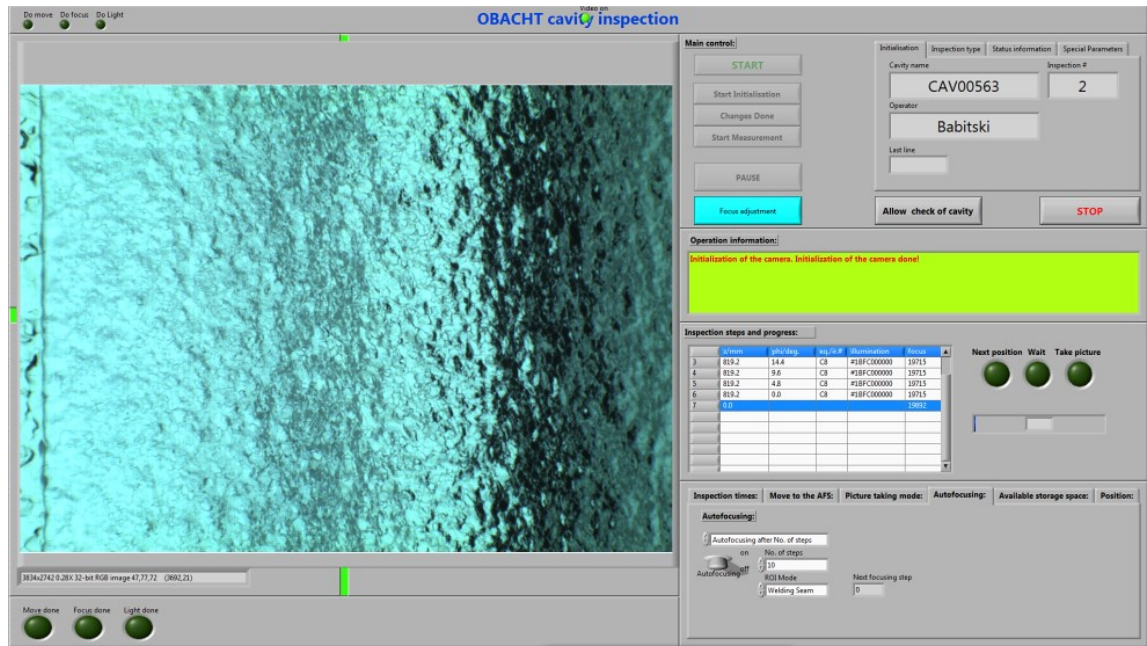 Do move Do focus Do Light
Video on
OBACHT cavity inspection
Main control:
START
Start Initialisation
Changes Done
Start Measurement
PAUSE
Focus adjustment
Initialisation Inspection type Status information Special Parameters
Cavity name Inspection #
CAV00563 2
Operator
Babitski
Last line
Allow check of cavity STOP
Operation information:
Initialization of the camera. Initialization of the camera done!
Inspection steps and progress:
z/mm phi/deg. eq./ir.# illumination focus
3 819.2 14.4 C8 #1BFC000000 19715
4 819.2 9.6 C8 #1BFC000000 19715
5 819.2 4.8 C8 #1BFC000000 19715
6 819.2 0.0 C8 #1BFC000000 19715
7 0.0 19892
Next position Wait Take picture
Inspection times: Move to the AFS: Picture taking mode: Autofocusing: Available storage space: Position:
Autofocusing:
Autofocusing after No. of steps
on No. of steps
10
Autofocusing off
ROI Mode Next focusing step
Welding Seam 0
3834x2742 0.28X 32-bit RGB image 47,77,72 (3692,21)
Move done Focus done Light done